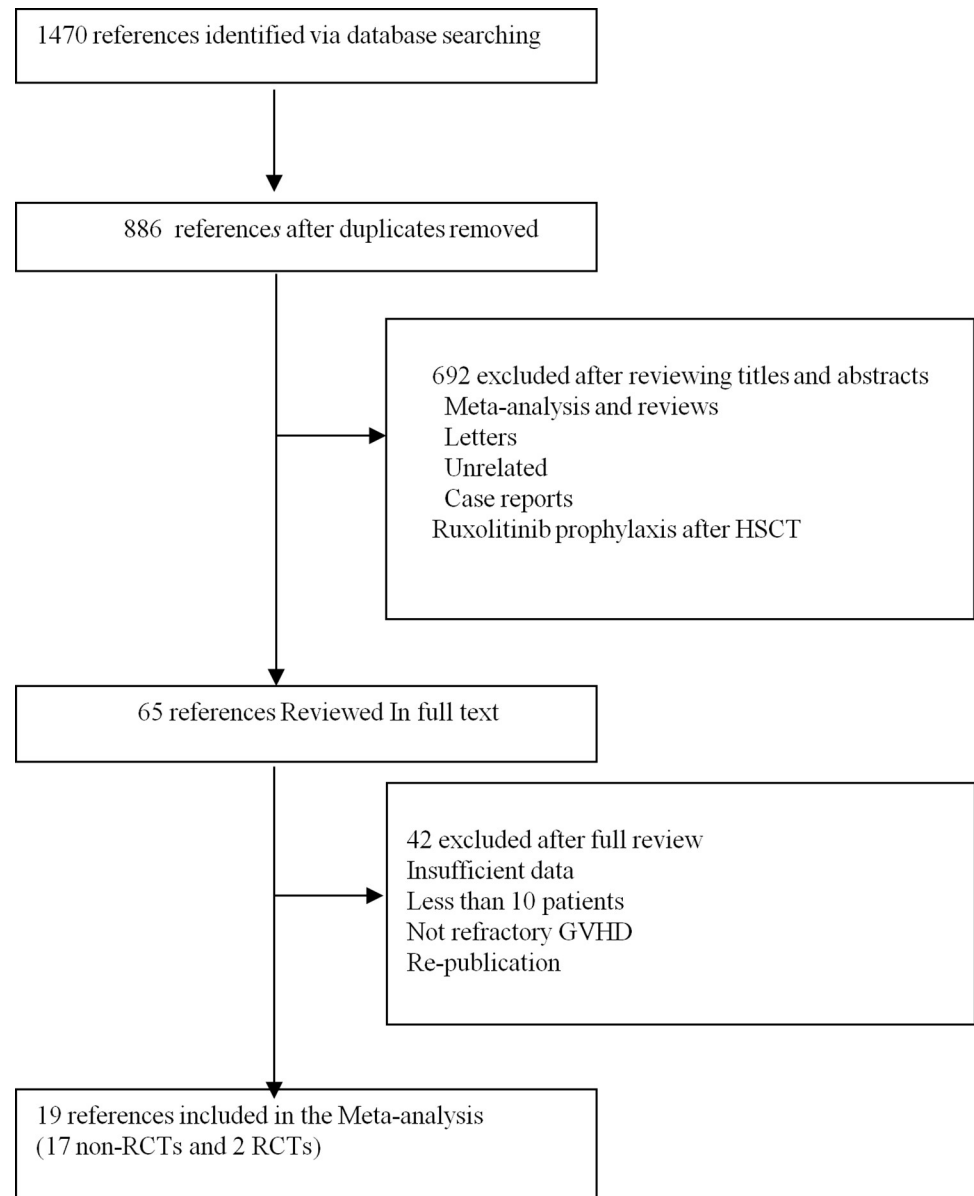 1470 references identified via database searching
886 references after duplicates removed
692 excluded after reviewing titles and abstracts
Meta-analysis and reviews
Letters
Unrelated
Case reports
Ruxolitinib prophylaxis after HSCT
65 references Reviewed In full text
42 excluded after full review
Insufficient data
Less than 10 patients
Not refractory GVHD
Re-publication
19 references included in the Meta-analysis
(17 non-RCTs and 2 RCTs)